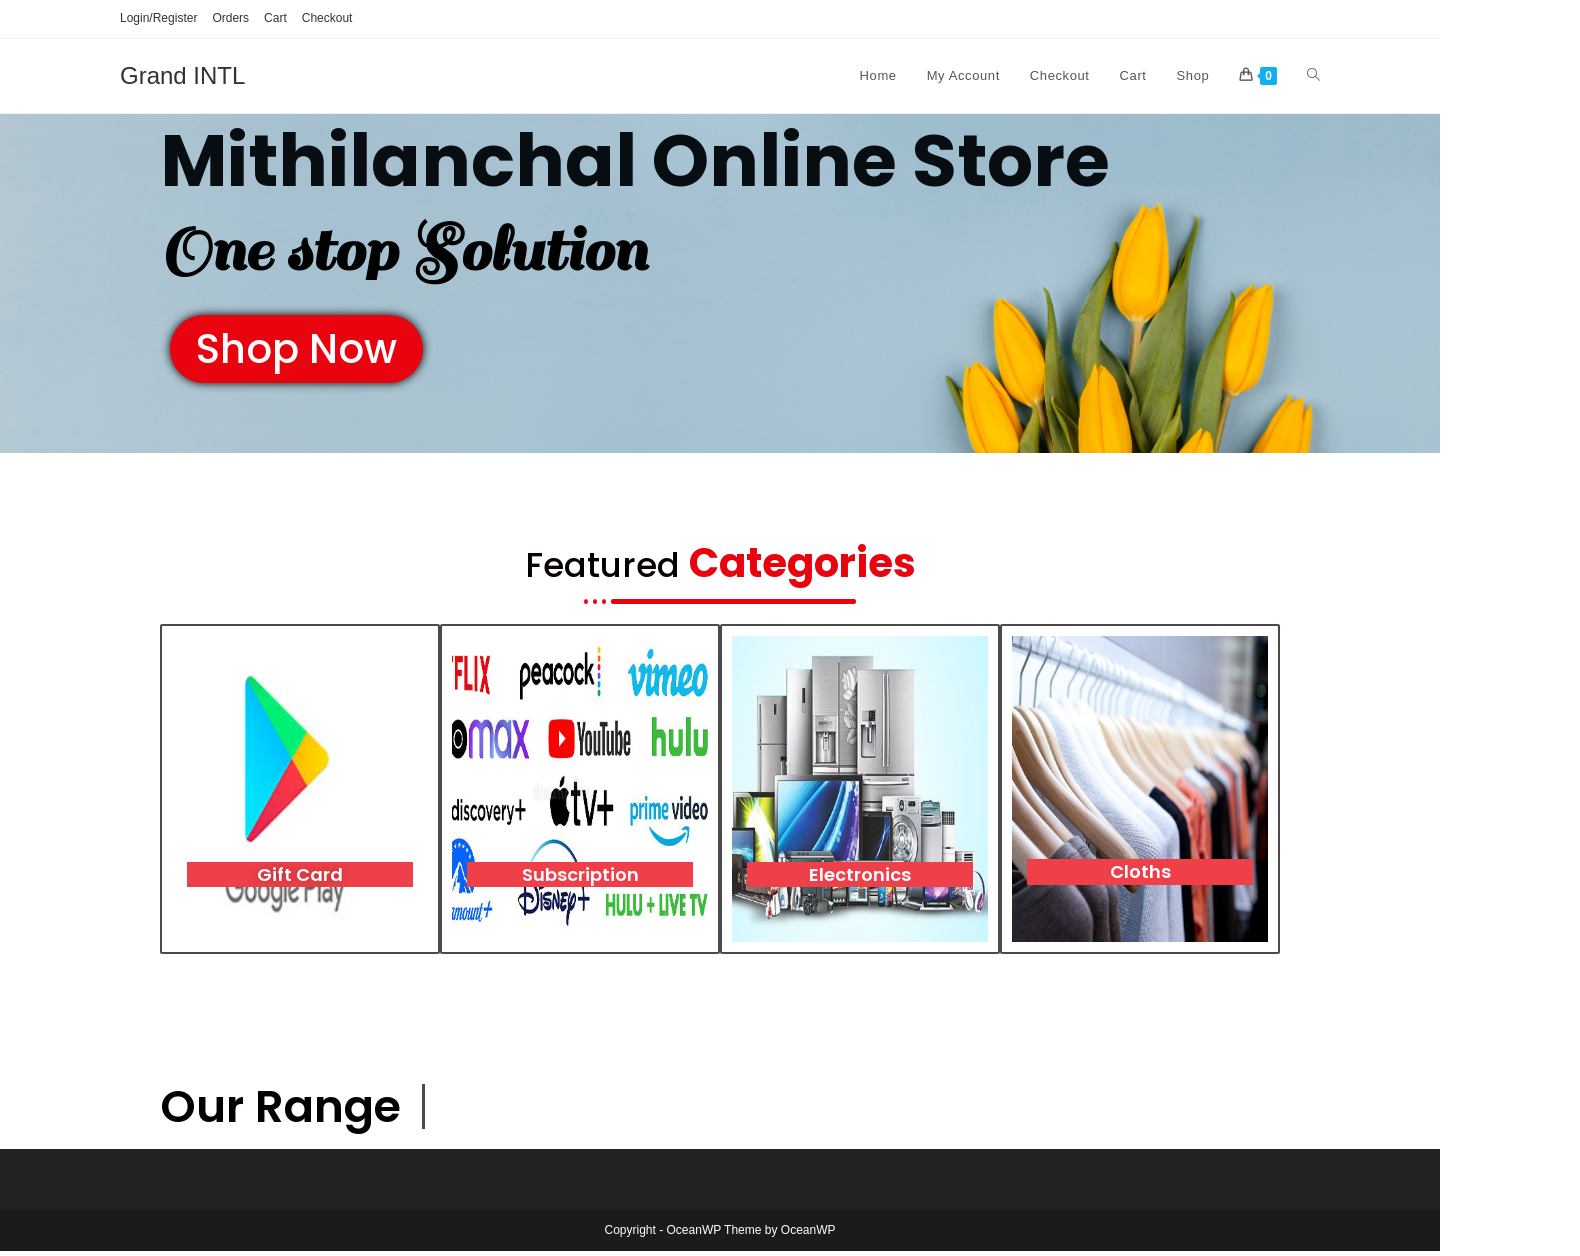 Login/Register Orders Cart Checkout
Grand INTL
Home My Account Checkout Cart Shop 0
Mithilanchal Online Store
One stop Solution
Shop Now
Featured Categories
FLIX peacock vimeo
max YouTube hulu
discovery+ tv+ prime video
amount+ DISNEP+ HULU + LIVE TV
Gift Card
Google Play
Subscription
Electronics
Cloths
Our Range
Copyright - OceanWP Theme by OceanWP